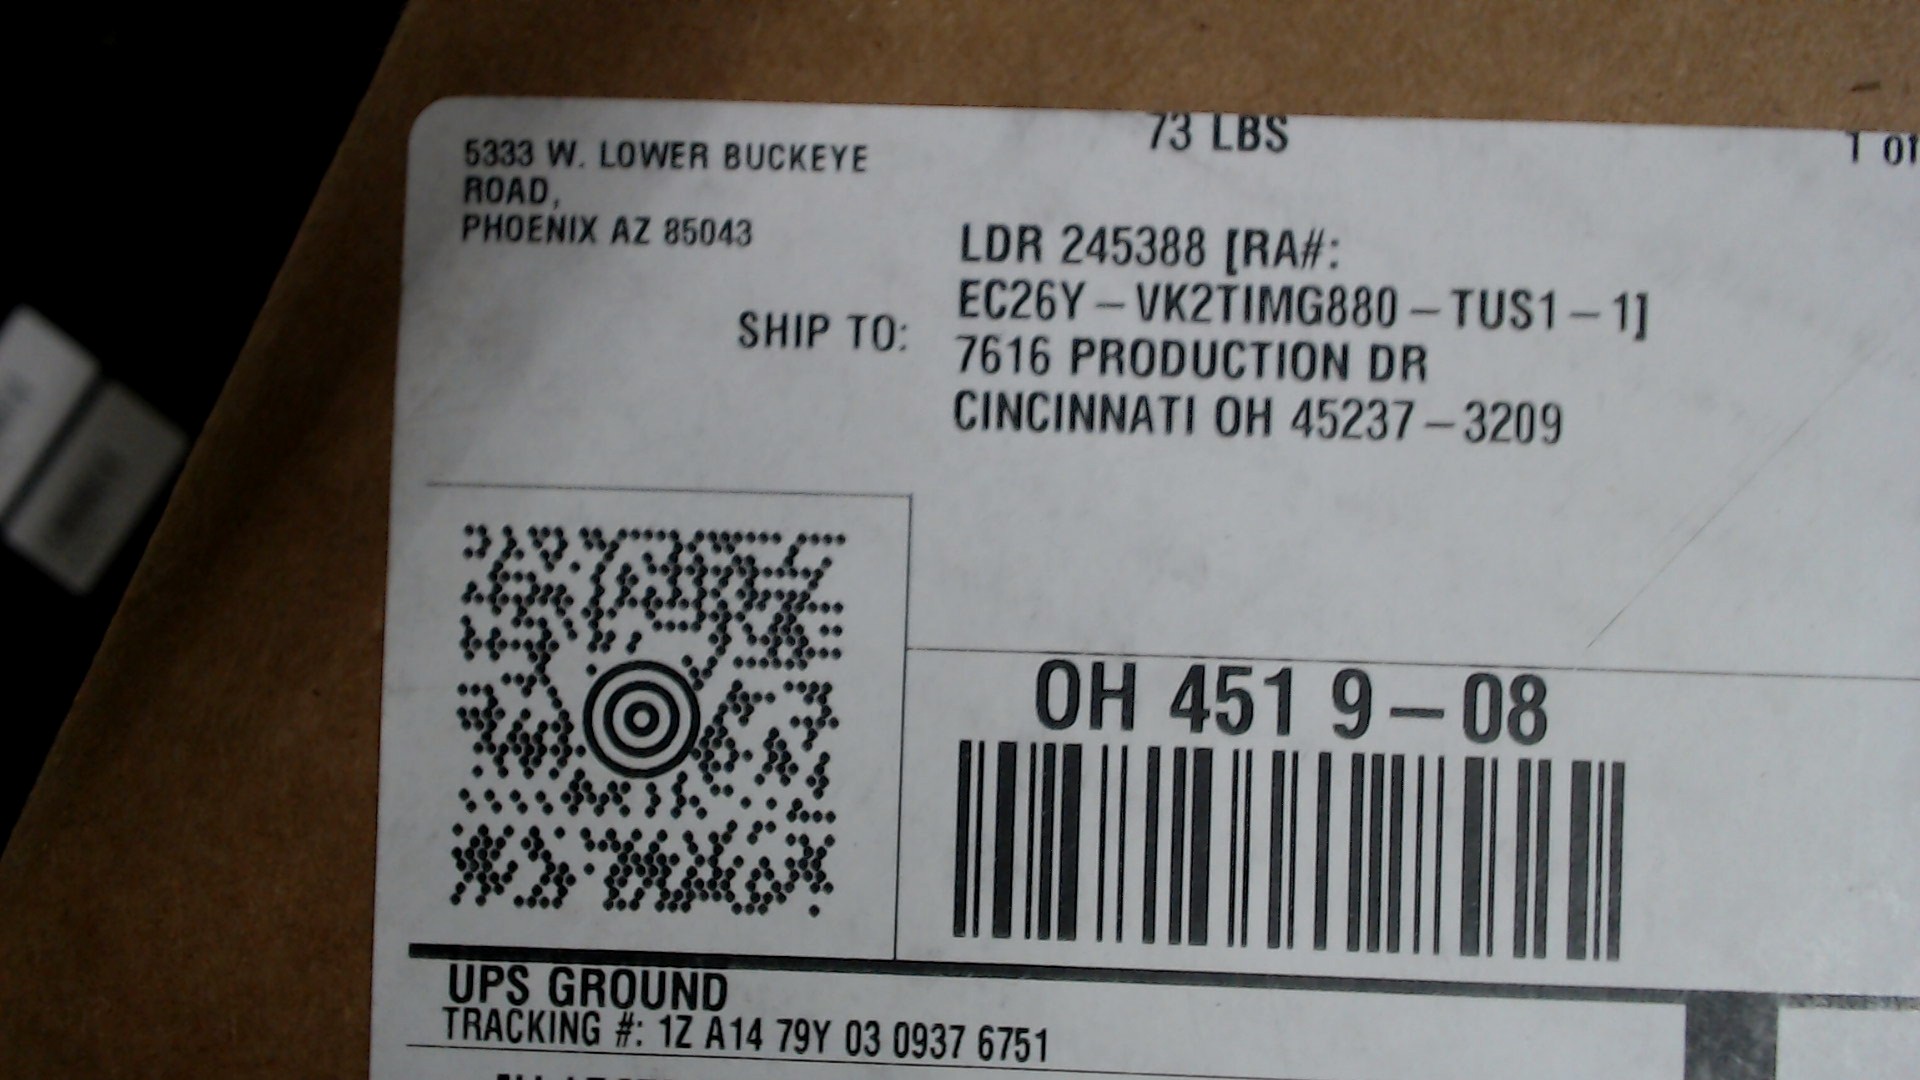 73 LBS
1 of
5333 W. LOWER BUCKEYE
ROAD,
PHOENIX AZ 85043
SHIP TO:
LDR 245388 [RA#:
EC26Y-VK2TIMG880-TUS1-1]
7616 PRODUCTION DR
CINCINNATI OH 45237-3209
OH 451 9-08
UPS GROUND
TRACKING #: 1Z A14 79Y 03 0937 6751